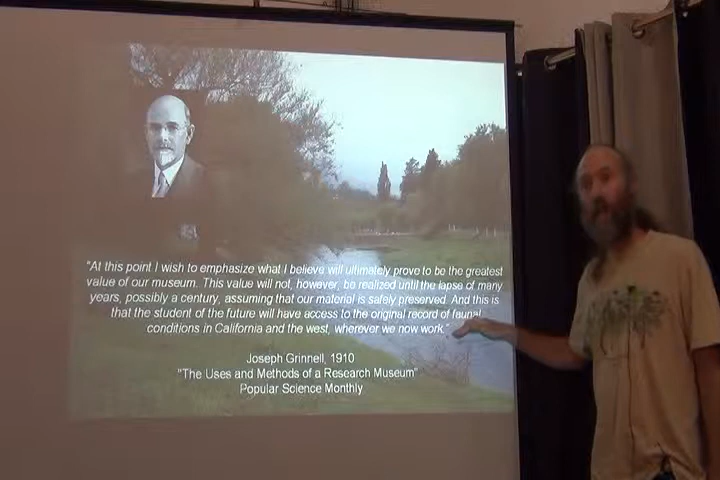 "At this point I wish to emphasize what I believe will ultimately prove to be the greatest
value of our museum. This value will not, however, be realized until the lapse of many
years, possibly a century, assuming that our material is safely preserved. And this is
that the student of the future will have access to the original record of faunal
conditions in California and the west, wherever we now work."
Joseph Grinnell, 1910
"The Uses and Methods of a Research Museum"
Popular Science Monthly